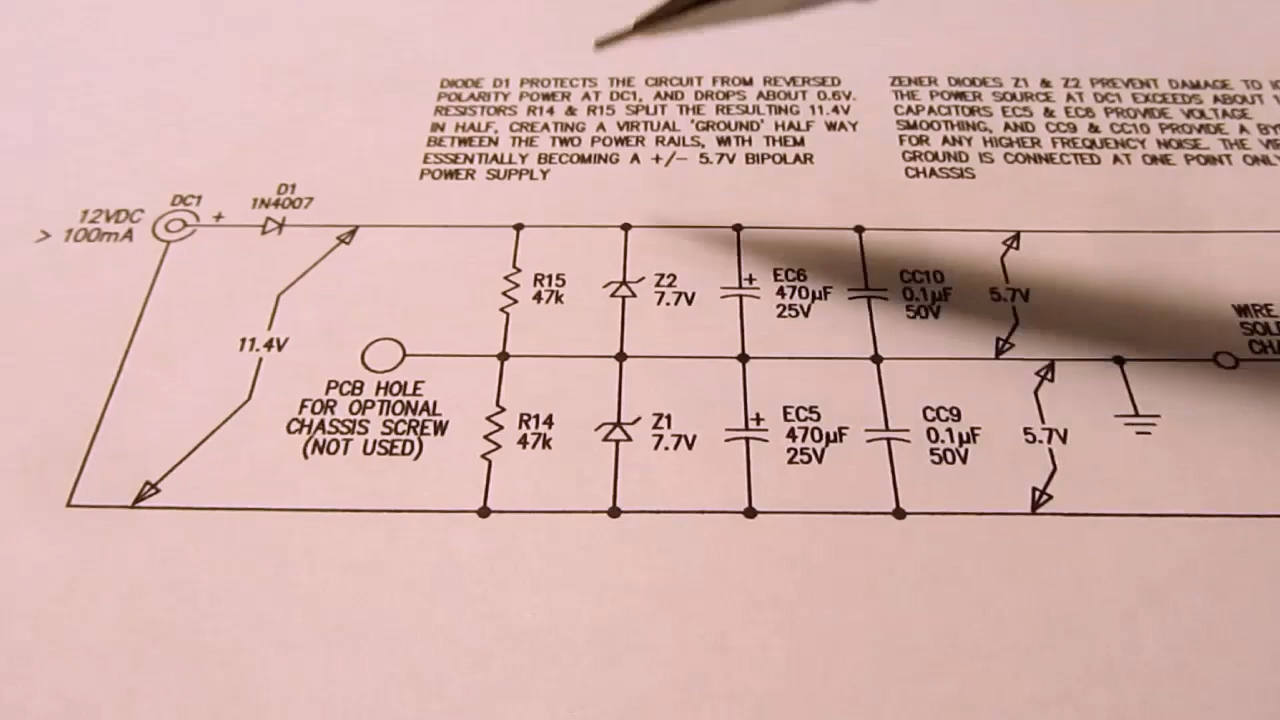 DIODE D1 PROTECTS THE CIRCUIT FROM REVERSED
POLARITY POWER AT DC1, AND DROPS ABOUT 0.6V.
RESISTORS R14 & R15 SPLIT THE RESULTING 11.4V
IN HALF, CREATING A VIRTUAL 'GROUND' HALF WAY
BETWEEN THE TWO POWER RAILS, WITH THEM
ESSENTIALLY BECOMING A +/- 5.7V BIPOLAR
POWER SUPPLY
ZENER DIODES Z1 & Z2 PREVENT DAMAGE TO
THE POWER SOURCE AT DC1 EXCEEDS ABOUT
CAPACITORS EC5 & EC6 PROVIDE VOLTAGE
SMOOTHING, AND CC9 & CC10 PROVIDE A
FOR ANY HIGHER FREQUENCY NOISE. THE
GROUND IS CONNECTED AT ONE POINT
CHASSIS
DC1
12VDC
> 100mA
+
D1
1N4007
11.4V
PCB HOLE
FOR OPTIONAL
CHASSIS SCREW
(NOT USED)
R15
47k
Z2
7.7V
+
EC6
470µF
25V
CC10
0.1µF
50V
5.7V
WIRE
R14
47k
Z1
7.7V
+
EC5
470µF
25V
CC9
0.1µF
50V
5.7V